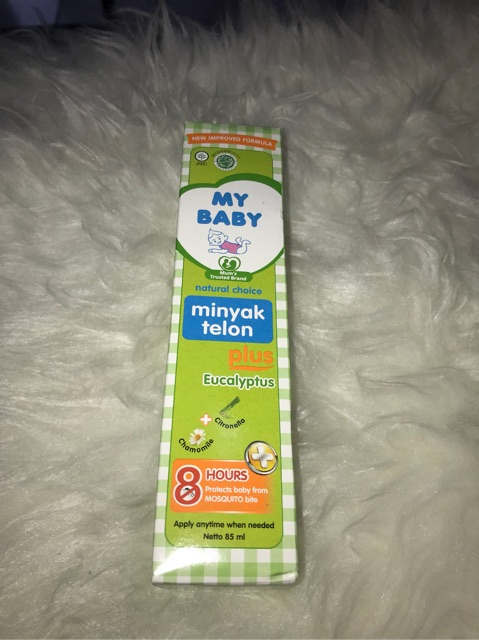 NEW IMPROVED FORMULA
MY
BABY
Mum's
Trusted Brand
natural choice
minyak
telon
plus
Eucalyptus
Citronella
Chamomile
8 HOURS
Protects baby from
MOSQUITO bite
Apply anytime when needed
Netto 85 ml